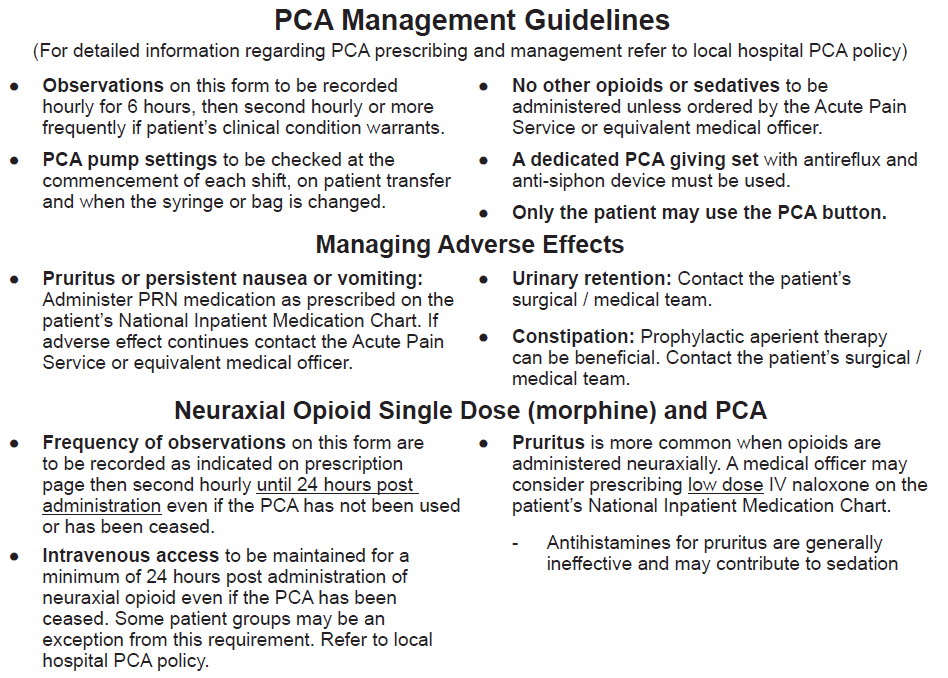 PCA Management Guidelines
(For detailed information regarding PCA prescribing and management refer to local hospital PCA policy)
● Observations on this form to be recorded
hourly for 6 hours, then second hourly or more
frequently if patient's clinical condition warrants.
● PCA pump settings to be checked at the
commencement of each shift, on patient transfer
and when the syringe or bag is changed.
● No other opioids or sedatives to be
administered unless ordered by the Acute Pain
Service or equivalent medical officer.
● A dedicated PCA giving set with antireflux and
anti-siphon device must be used.
● Only the patient may use the PCA button.
Managing Adverse Effects
● Pruritus or persistent nausea or vomiting:
Administer PRN medication as prescribed on the
patient's National Inpatient Medication Chart. If
adverse effect continues contact the Acute Pain
Service or equivalent medical officer.
● Urinary retention: Contact the patient's
surgical / medical team.
● Constipation: Prophylactic aperient therapy
can be beneficial. Contact the patient's surgical /
medical team.
Neuraxial Opioid Single Dose (morphine) and PCA
● Frequency of observations on this form are
to be recorded as indicated on prescription
page then second hourly until 24 hours post
administration even if the PCA has not been used
or has been ceased.
● Intravenous access to be maintained for a
minimum of 24 hours post administration of
neuraxial opioid even if the PCA has been
ceased. Some patient groups may be an
exception from this requirement. Refer to local
hospital PCA policy.
● Pruritus is more common when opioids are
administered neuraxially. A medical officer may
consider prescribing low dose IV naloxone on the
patient's National Inpatient Medication Chart.
- Antihistamines for pruritus are generally
ineffective and may contribute to sedation